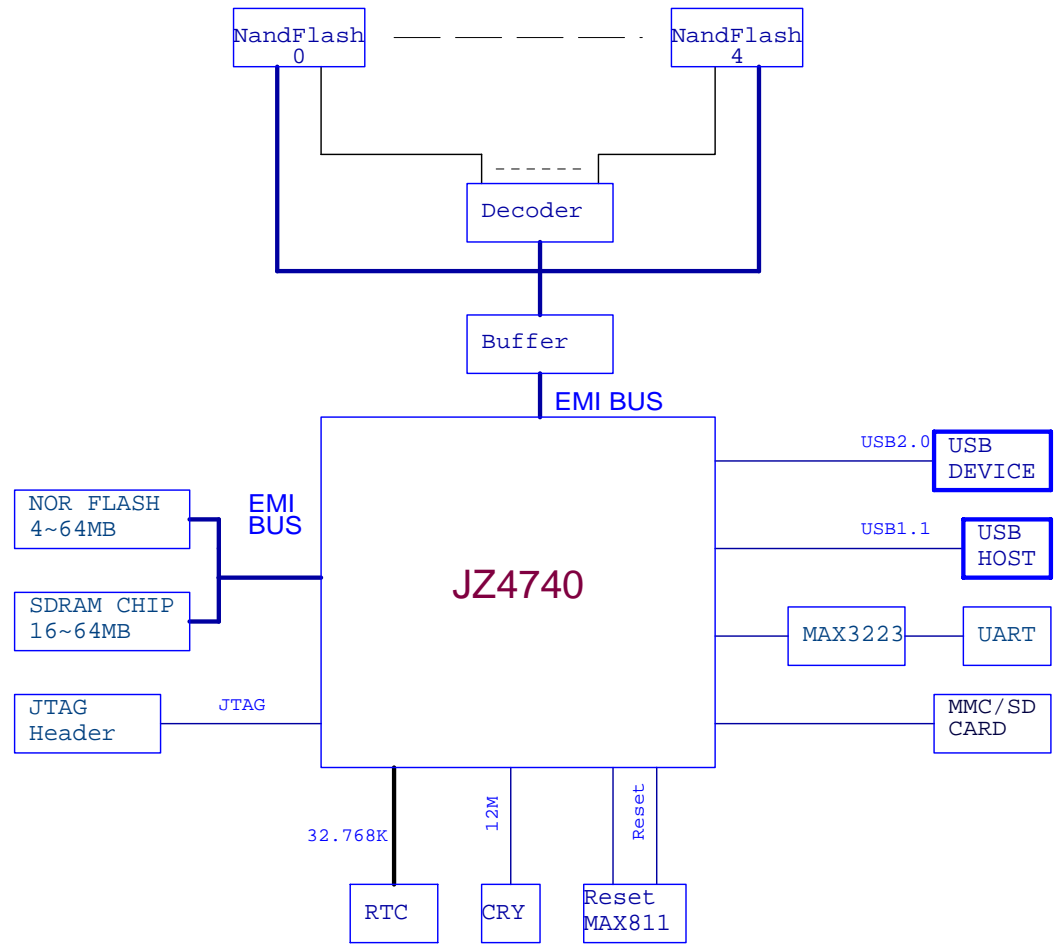 NandFlash
0
NandFlash
4
Decoder
Buffer
EMI BUS
USB2.0
USB
DEVICE
NOR FLASH
4~64MB
EMI
BUS
USB1.1
USB
HOST
JZ4740
SDRAM CHIP
16~64MB
MAX3223
UART
JTAG
Header
JTAG
MMC/SD
CARD
32.768K
12M
Reset
RTC
CRY
Reset
MAX811